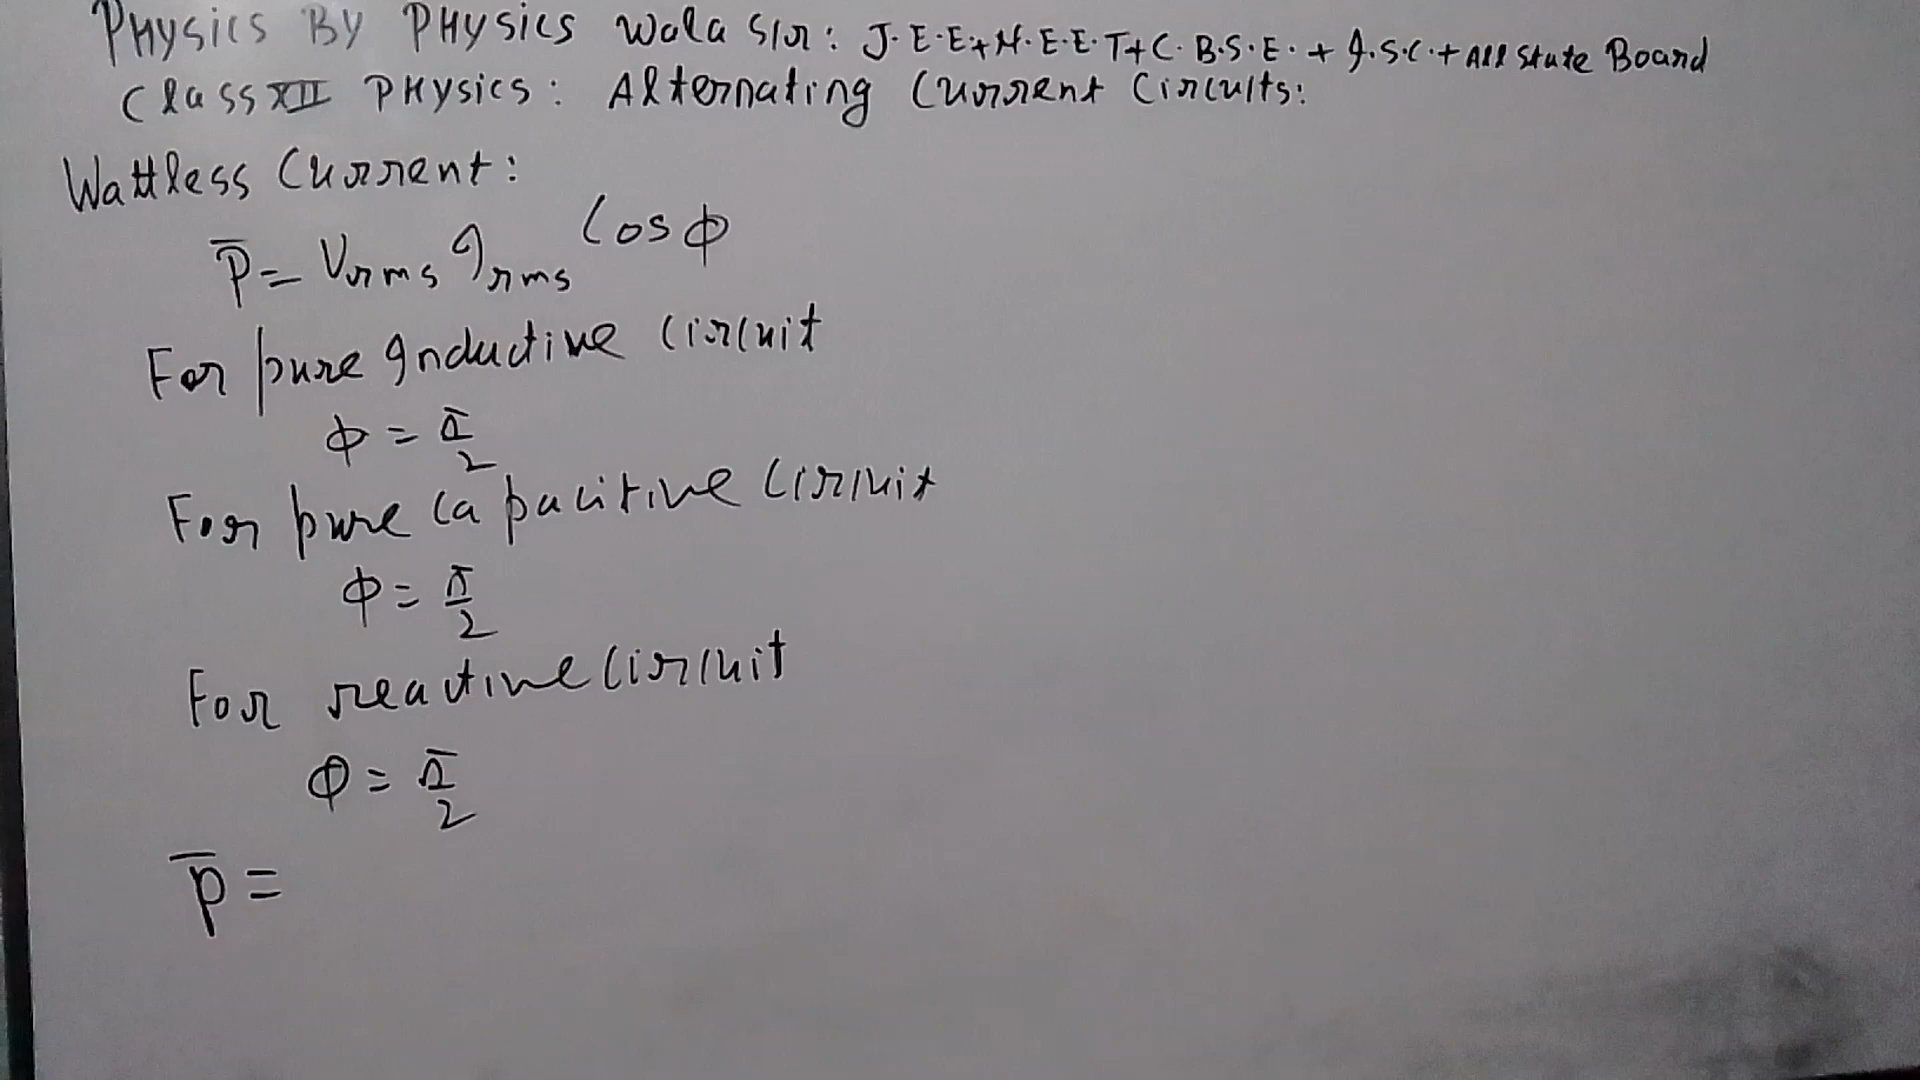 Physics By Physics Wala Sir: J.E.E+N.E.E.T+C.B.S.E.+I.S.C.+All State Board
Class XII Physics: Alternating Current Circuits:
Wattless Current:
P̅ = Vrms Irms Cos ϕ
For pure Inductive Circuit
ϕ = π/2
For pure Capacitive Circuit
ϕ = π/2
For reactive Circuit
ϕ = π/2
P̅ =